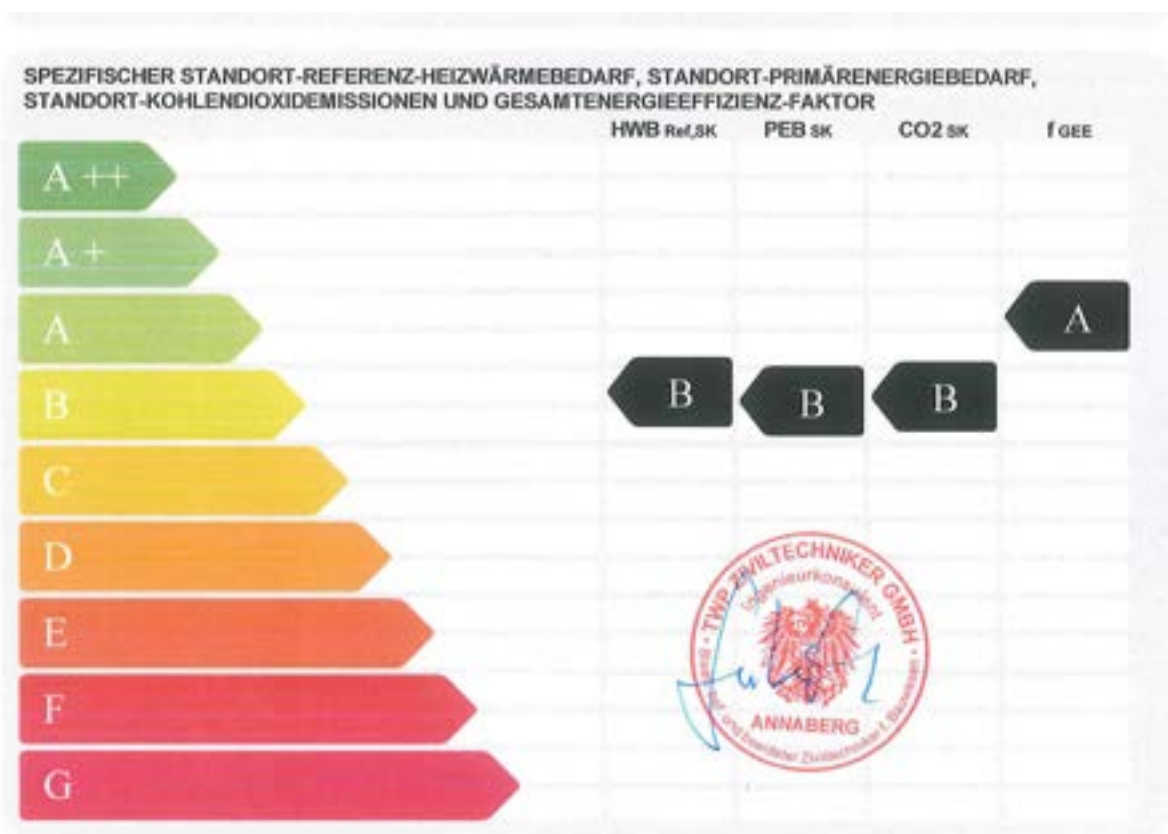 SPEZIFISCHER STANDORT-REFERENZ-HEIZWÄRMEBEDARF, STANDORT-PRIMÄRENERGIEBEDARF,
STANDORT-KOHLENDIOXIDEMISSIONEN UND GESAMTENERGIEEFFIZIENZ-FAKTOR
HWB Ref,SK PEB SK CO2 SK f GEE
A ++
A +
A A
B B B B
C
D
E
F
G
TWP ZIVILTECHNIKER GMBH
Ingenieurkonsulent
ANNABERG